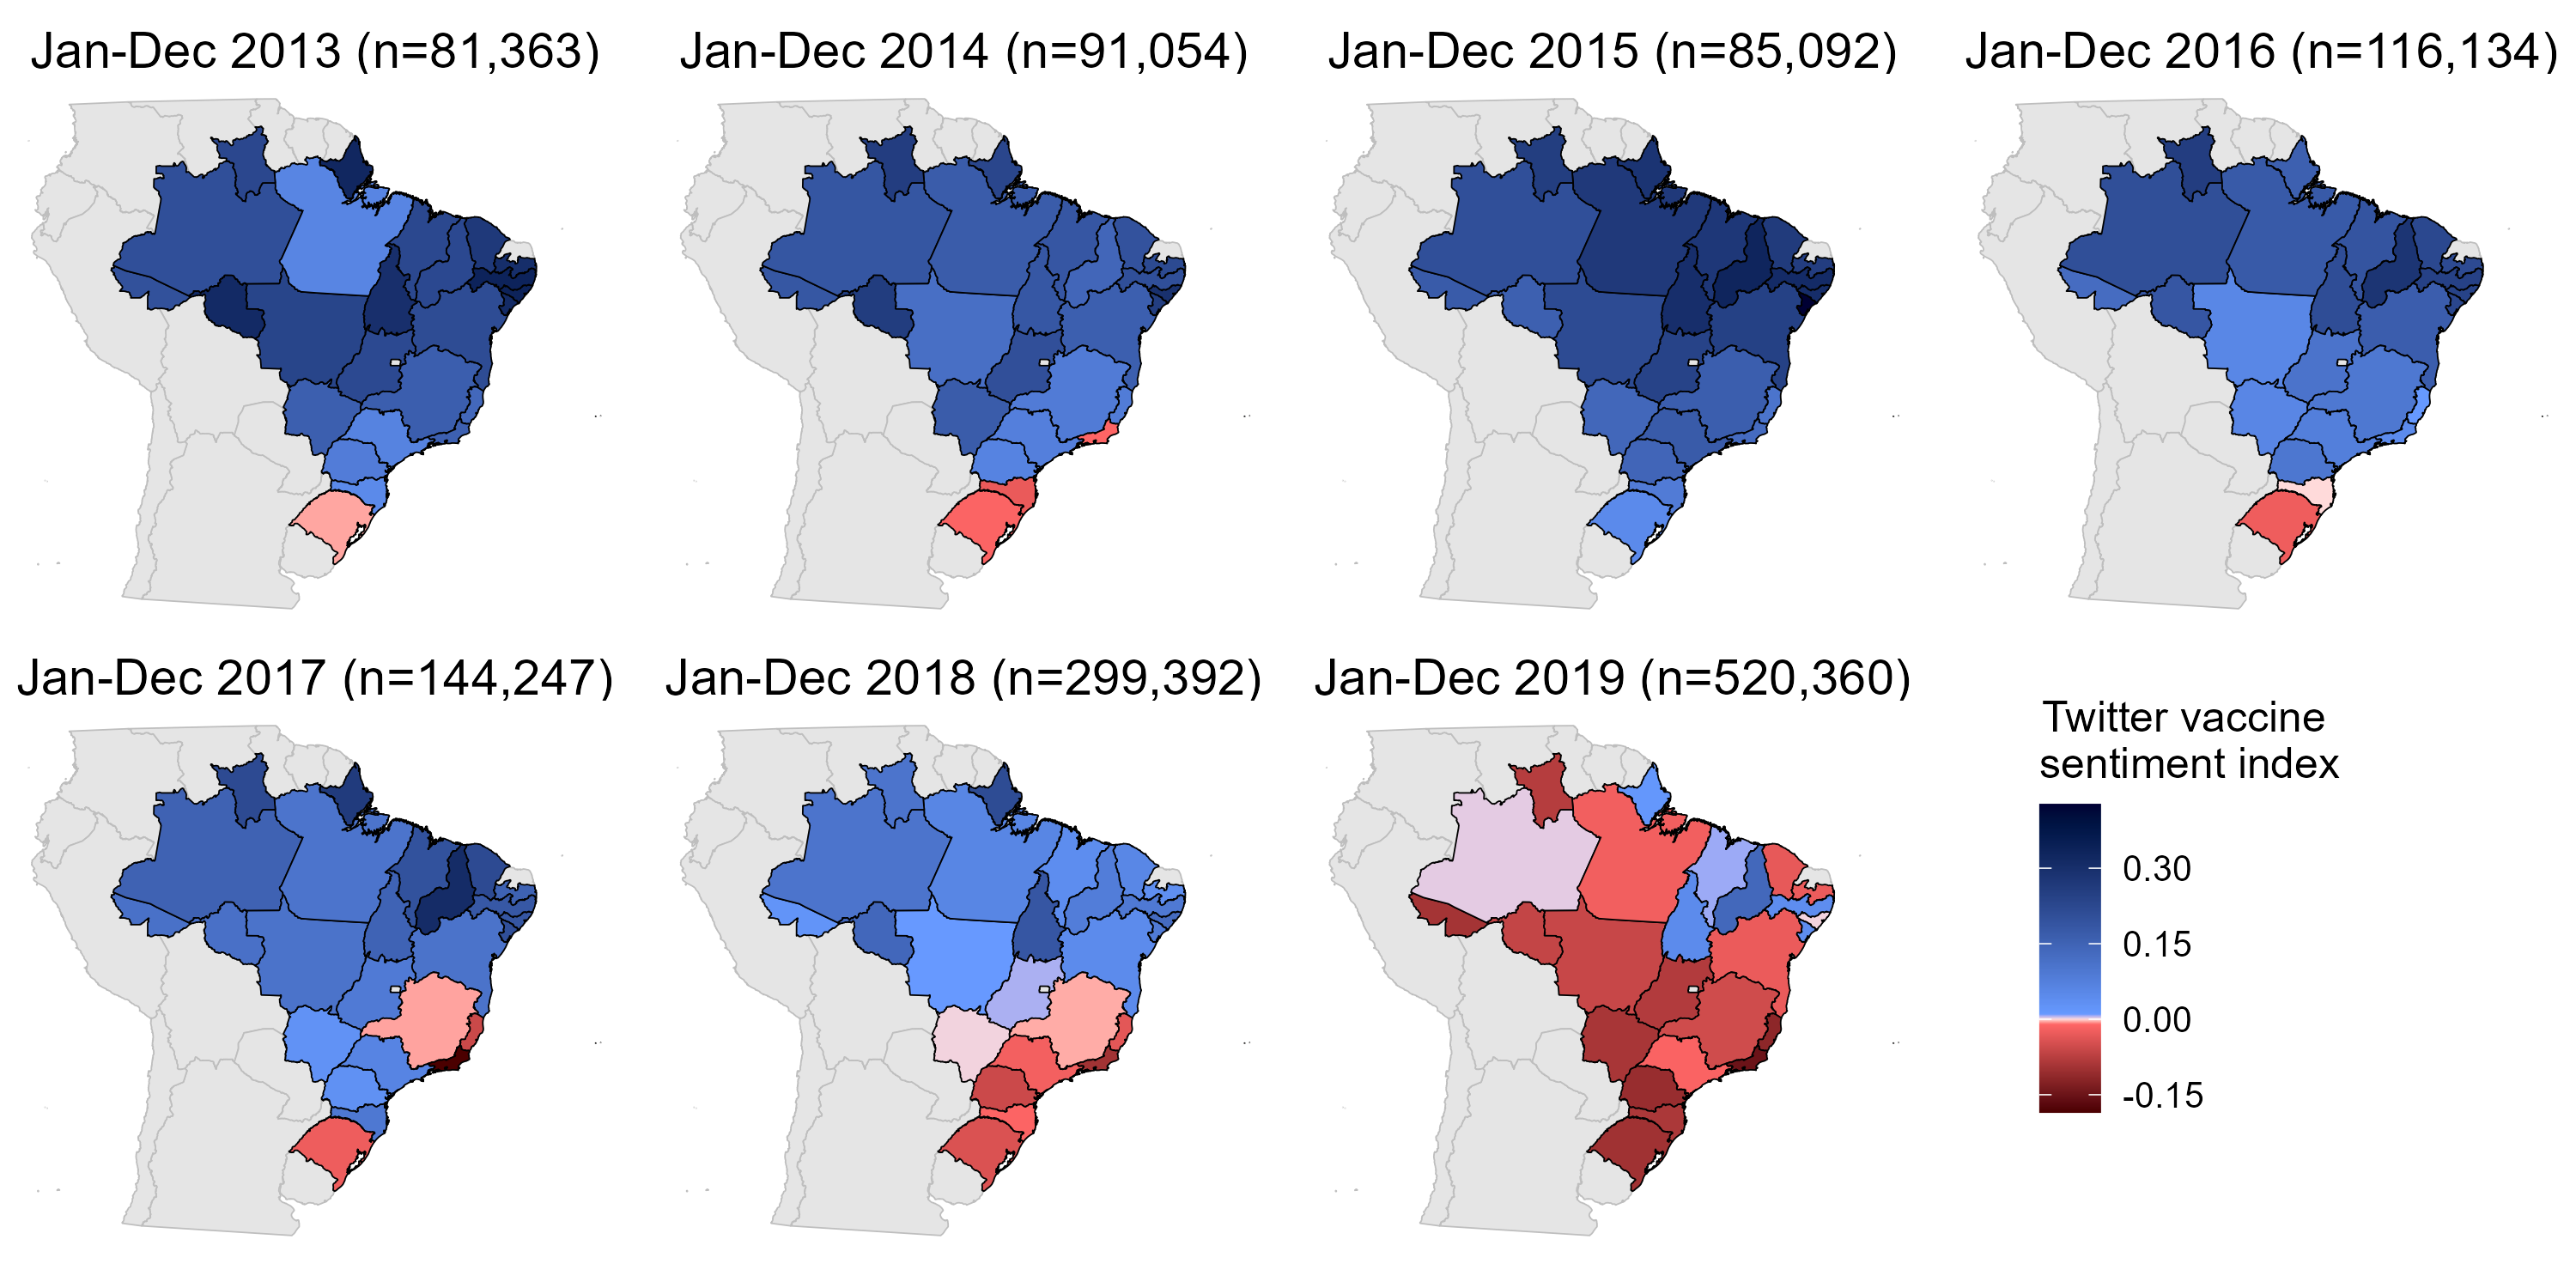 Jan-Dec 2013 (n=81,363)
Jan-Dec 2014 (n=91,054)
Jan-Dec 2015 (n=85,092)
Jan-Dec 2016 (n=116,134)
Jan-Dec 2017 (n=144,247)
Jan-Dec 2018 (n=299,392)
Jan-Dec 2019 (n=520,360)
Twitter vaccine
sentiment index
0.30
0.15
0.00
-0.15